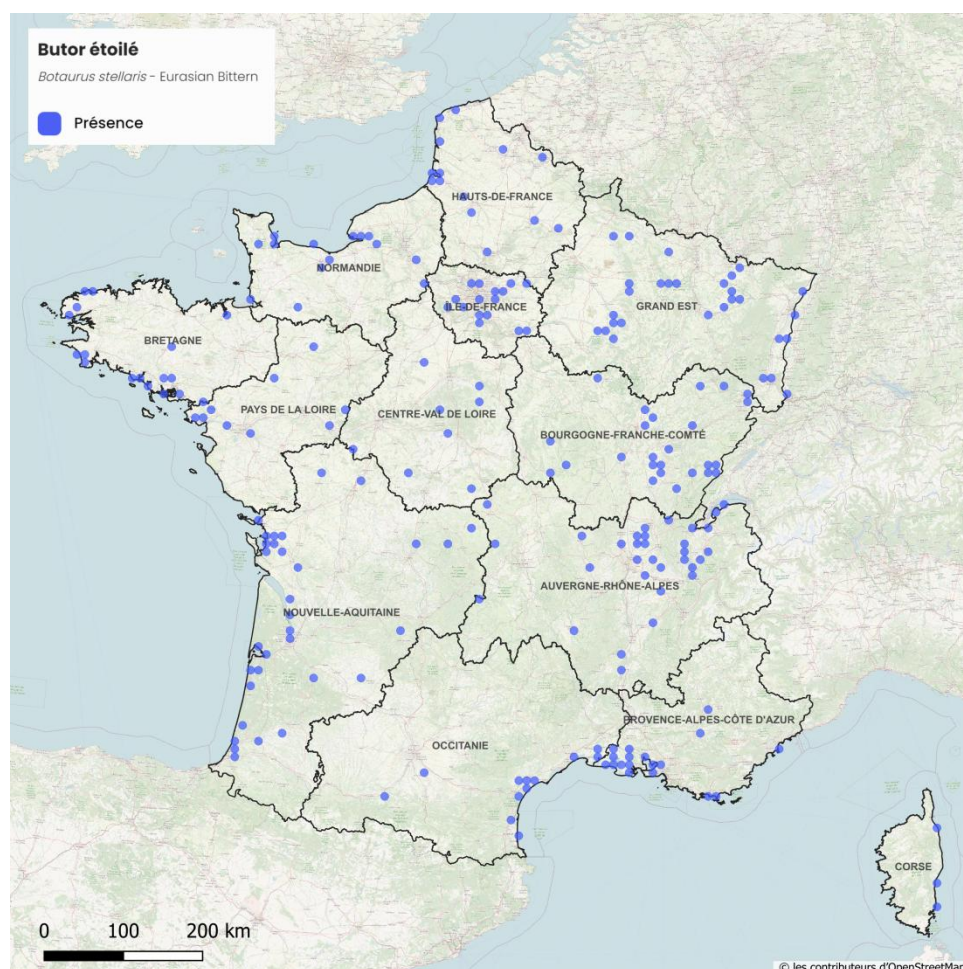 Butor étoilé
Botaurus stellaris - Eurasian Bittern
Présence
HAUTS-DE-FRANCE
NORMANDIE
ÎLE-DE-FRANCE
GRAND EST
BRETAGNE
PAYS DE LA LOIRE
CENTRE-VAL DE LOIRE
BOURGOGNE-FRANCHE-COMTÉ
AUVERGNE-RHÔNE-ALPES
NOUVELLE-AQUITAINE
PROVENCE-ALPES-CÔTE D'AZUR
OCCITANIE
CORSE
0 100 200 km
© les contributeurs d'OpenStreetMap